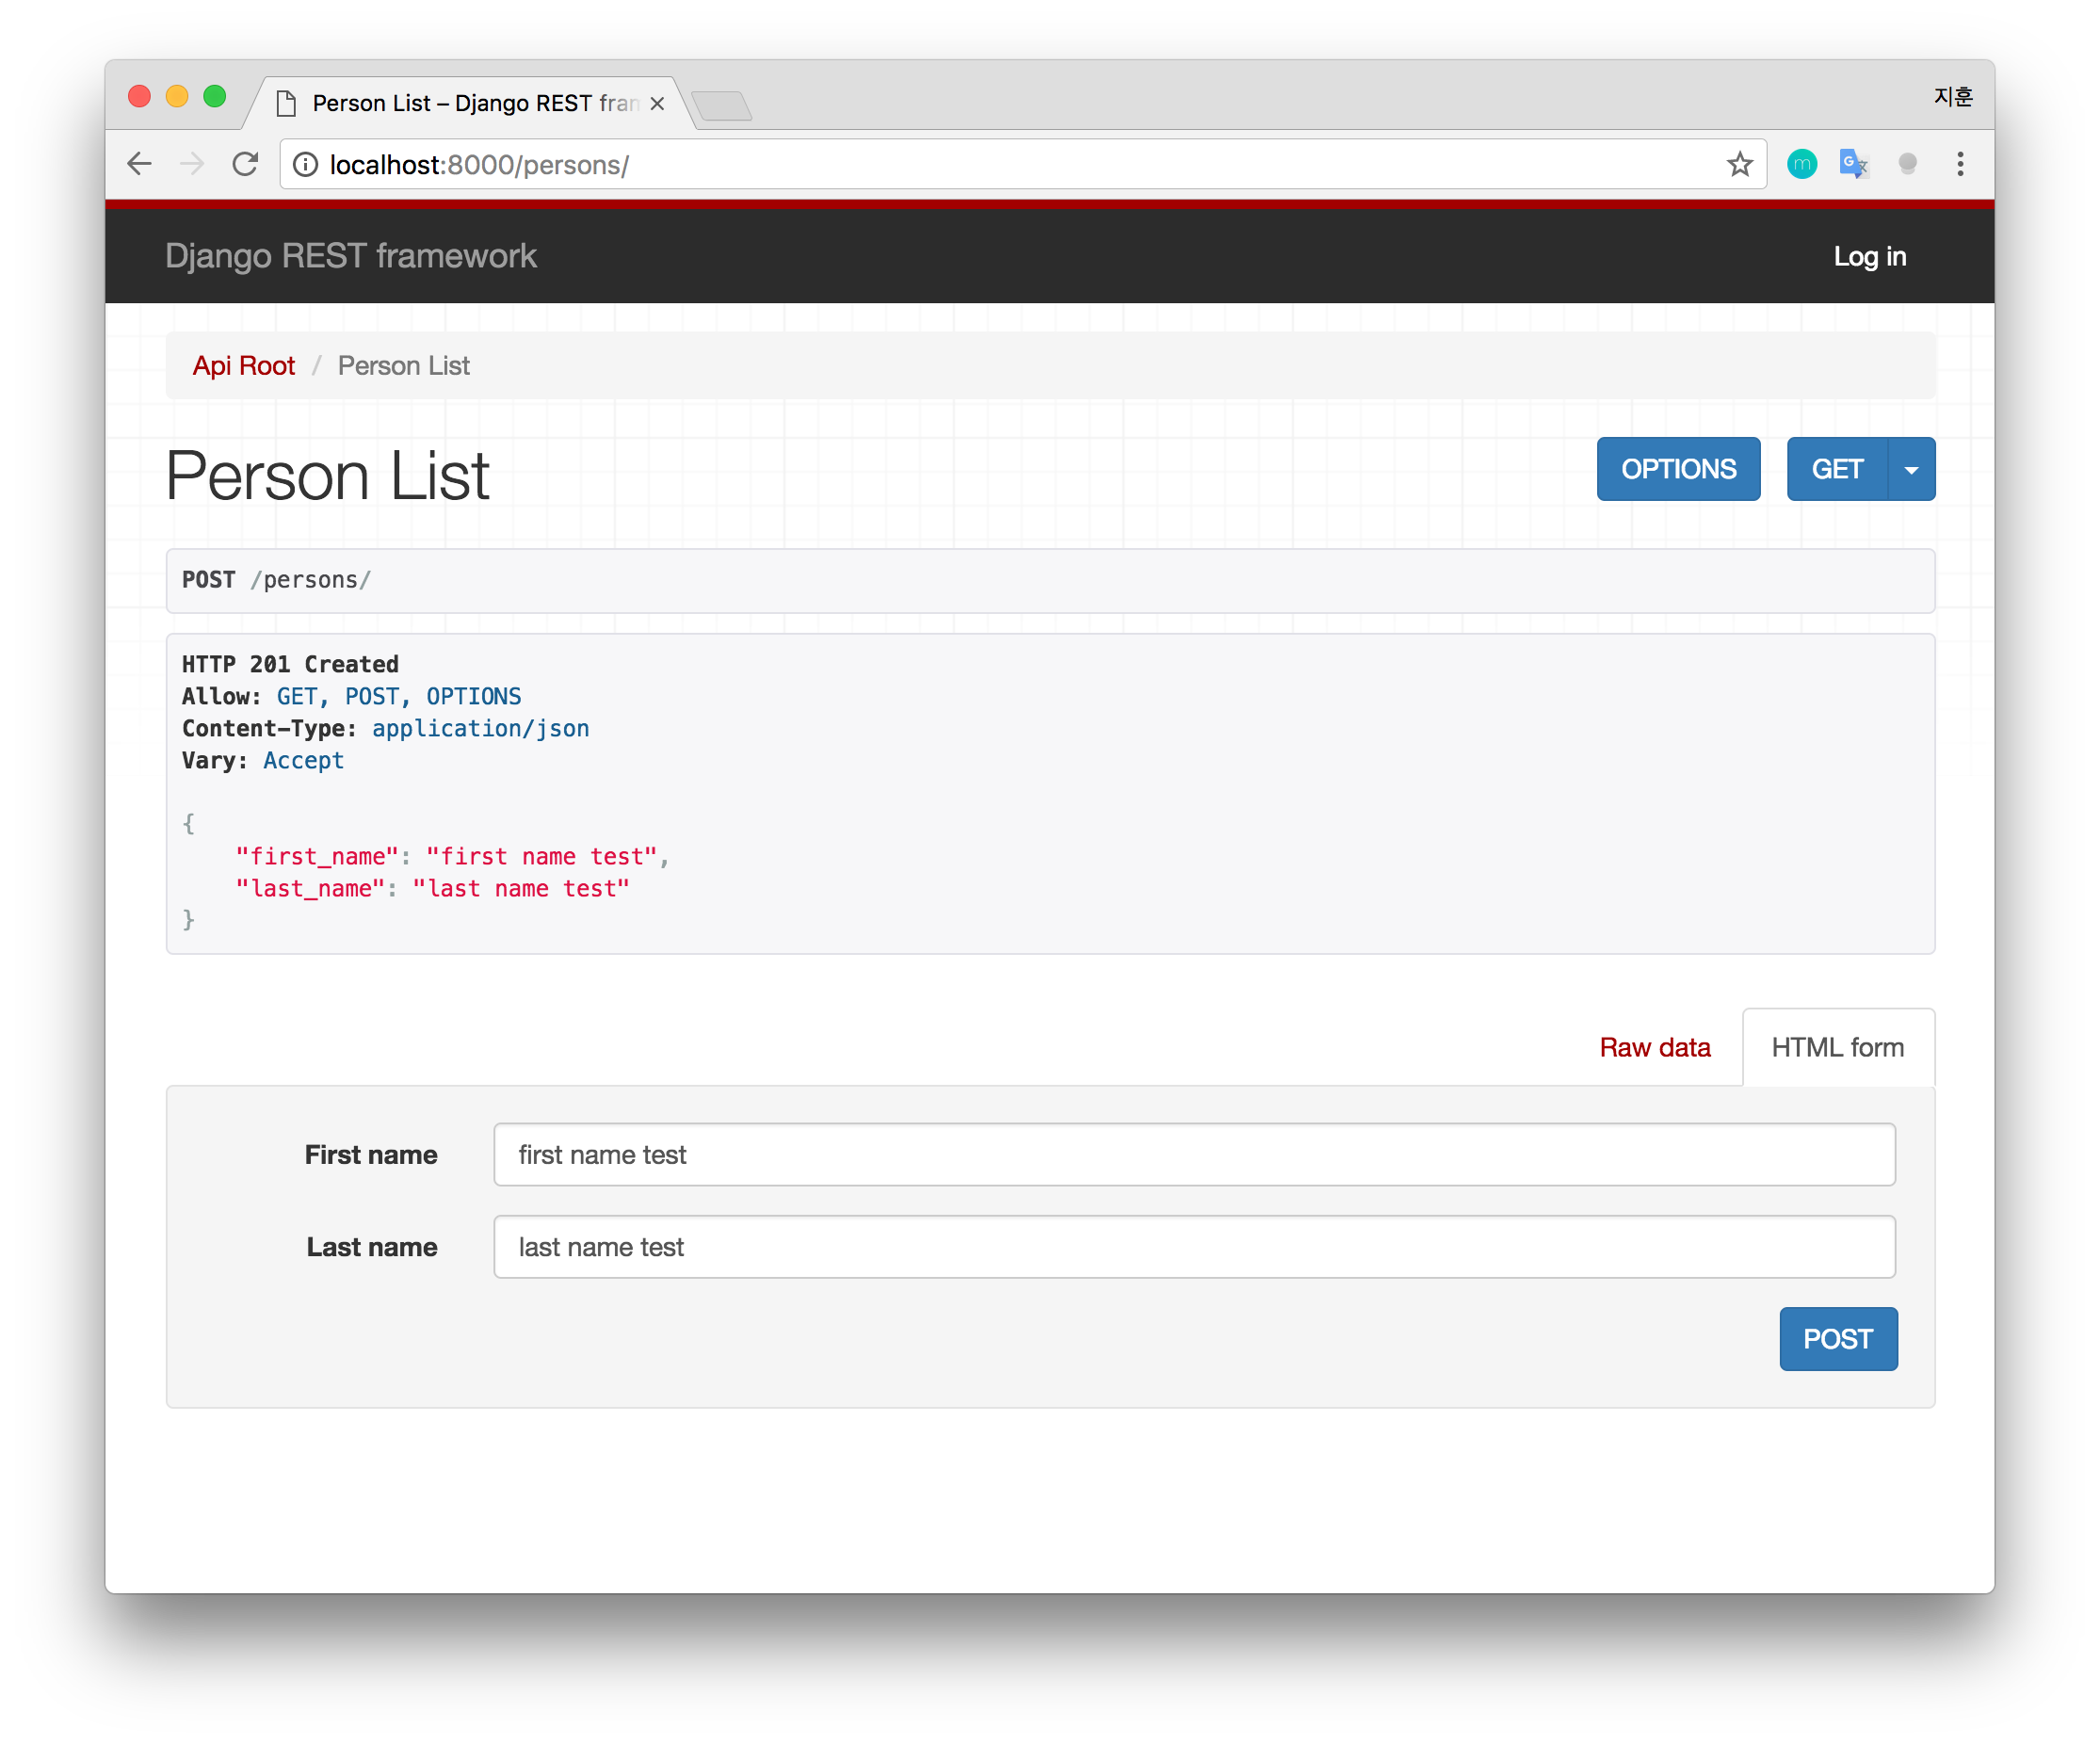 Person List – Django REST fram
지훈
localhost:8000/persons/
Django REST framework
Log in
Api Root / Person List
Person List
OPTIONS
GET
POST /persons/
HTTP 201 Created
Allow: GET, POST, OPTIONS
Content-Type: application/json
Vary: Accept
{
    "first_name": "first name test",
    "last_name": "last name test"
}
Raw data
HTML form
First name
first name test
Last name
last name test
POST